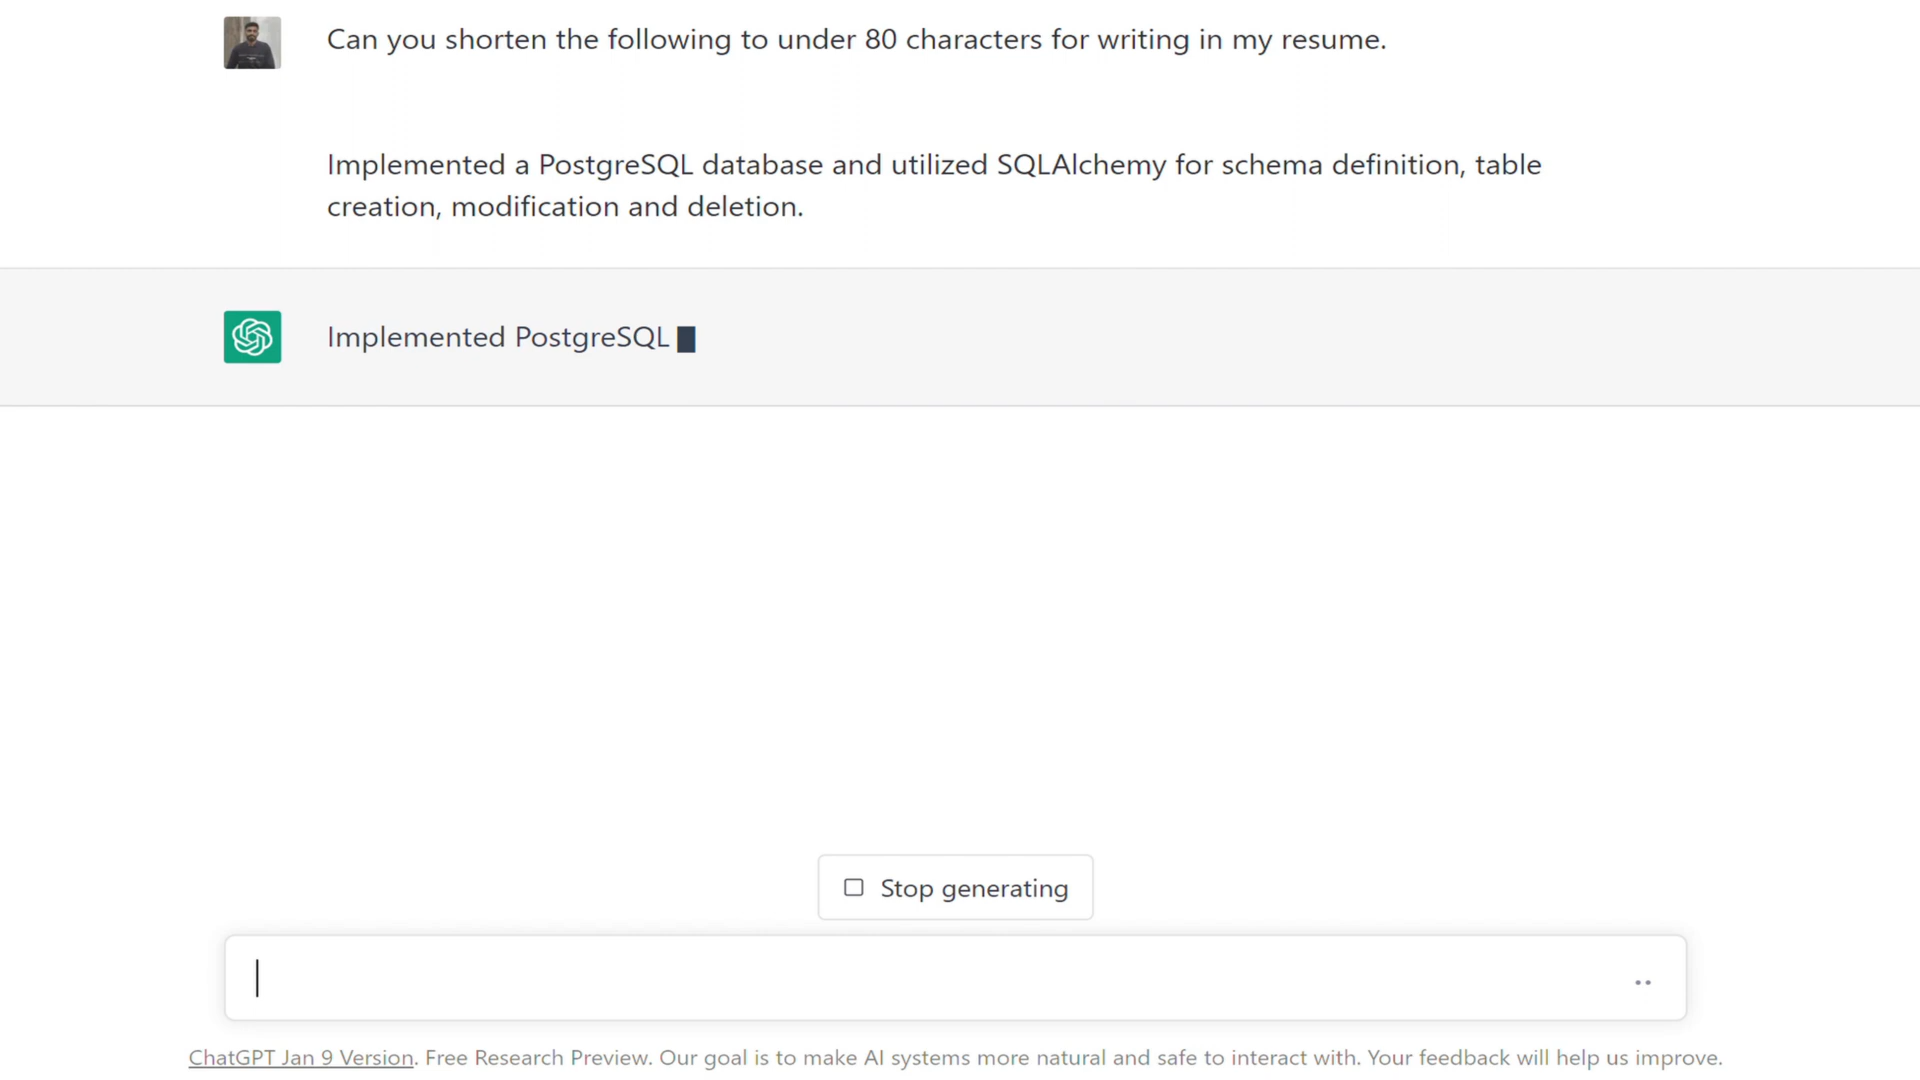 Can you shorten the following to under 80 characters for writing in my resume.
Implemented a PostgreSQL database and utilized SQLAlchemy for schema definition, table
creation, modification and deletion.
Implemented PostgreSQL
Stop generating
ChatGPT Jan 9 Version. Free Research Preview. Our goal is to make AI systems more natural and safe to interact with. Your feedback will help us improve.